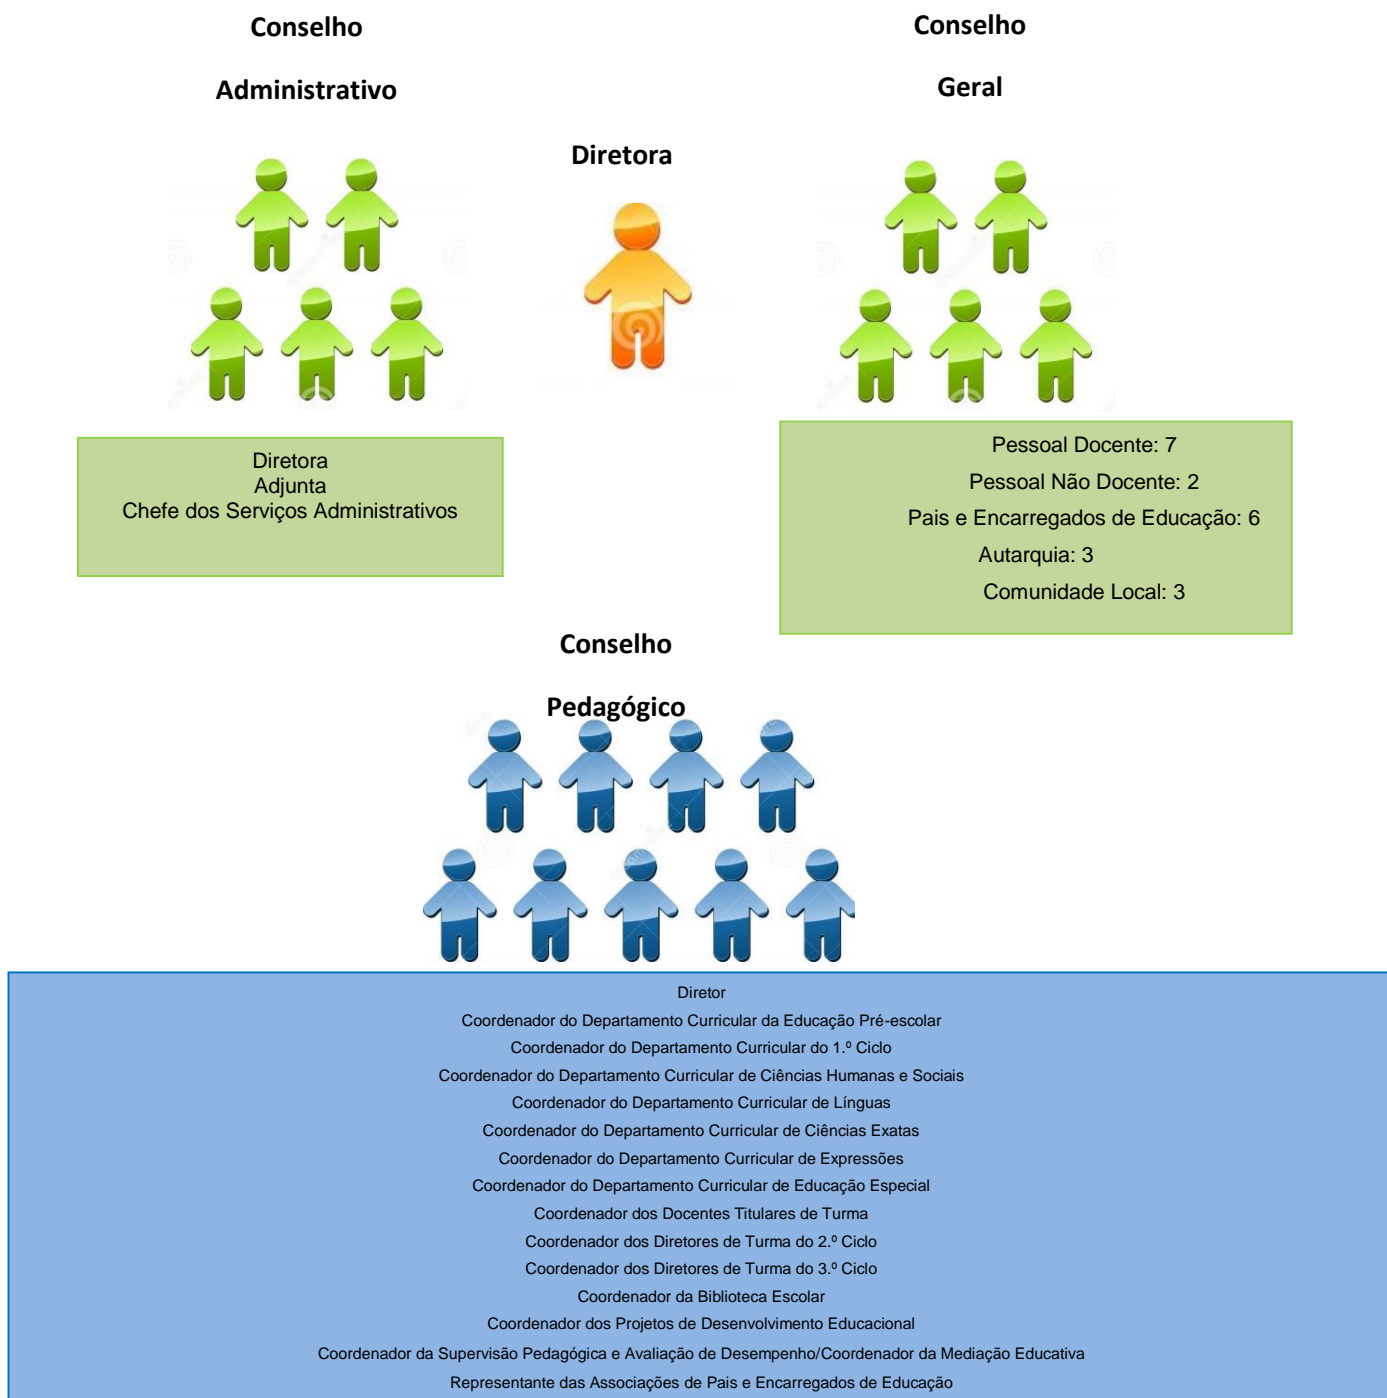 Conselho
Administrativo
Conselho
Geral
Diretora
Diretora
Adjunta
Chefe dos Serviços Administrativos
Pessoal Docente: 7
Pessoal Não Docente: 2
Pais e Encarregados de Educação: 6
Autarquia: 3
Comunidade Local: 3
Conselho
Pedagógico
Diretor
Coordenador do Departamento Curricular da Educação Pré-escolar
Coordenador do Departamento Curricular do 1.º Ciclo
Coordenador do Departamento Curricular de Ciências Humanas e Sociais
Coordenador do Departamento Curricular de Línguas
Coordenador do Departamento Curricular de Ciências Exatas
Coordenador do Departamento Curricular de Expressões
Coordenador do Departamento Curricular de Educação Especial
Coordenador dos Docentes Titulares de Turma
Coordenador dos Diretores de Turma do 2.º Ciclo
Coordenador dos Diretores de Turma do 3.º Ciclo
Coordenador da Biblioteca Escolar
Coordenador dos Projetos de Desenvolvimento Educacional
Coordenador da Supervisão Pedagógica e Avaliação de Desempenho/Coordenador da Mediação Educativa
Representante das Associações de Pais e Encarregados de Educação